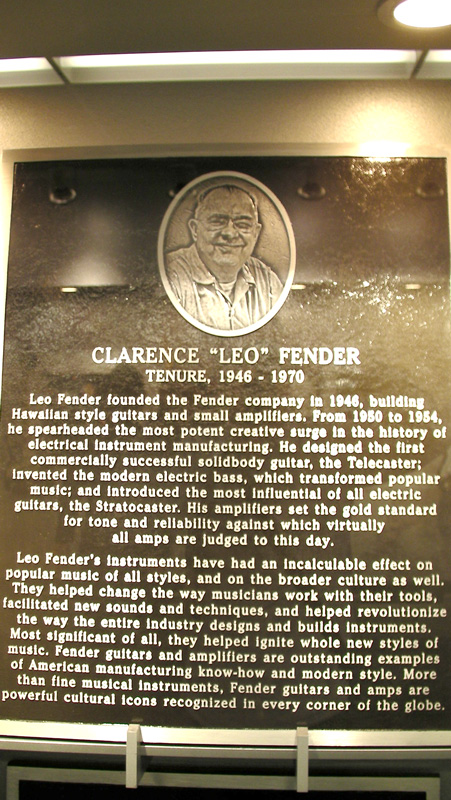 CLARENCE "LEO" FENDER
TENURE, 1946 - 1970
Leo Fender founded the Fender company in 1946, building
Hawaiian style guitars and small amplifiers. From 1950 to 1954,
he spearheaded the most potent creative surge in the history of
electrical instrument manufacturing. He designed the first
commercially successful solidbody guitar, the Telecaster;
invented the modern electric bass, which transformed popular
music; and introduced the most influential of all electric
guitars, the Stratocaster. His amplifiers set the gold standard
for tone and reliability against which virtually
all amps are judged to this day.
Leo Fender's instruments have had an incalculable effect on
popular music of all styles, and on the broader culture as well.
They helped change the way musicians work with their tools,
facilitated new sounds and techniques, and helped revolutionize
the way the entire industry designs and builds instruments.
Most significant of all, they helped ignite whole new styles of
music. Fender guitars and amplifiers are outstanding examples
of American manufacturing know-how and modern style. More
than fine musical instruments, Fender guitars and amps are
powerful cultural icons recognized in every corner of the globe.